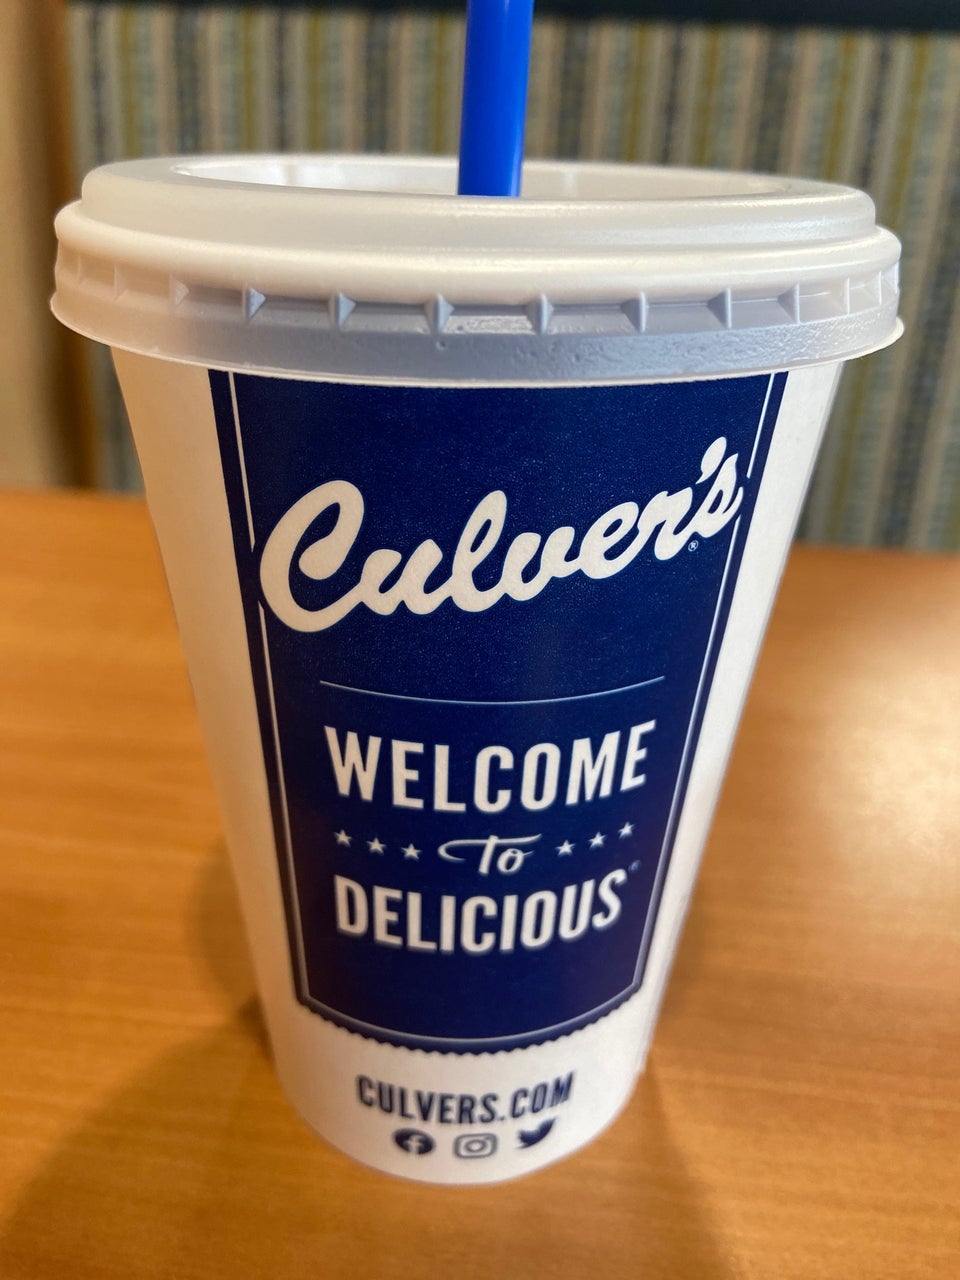 Culver's®
WELCOME
to
DELICIOUS®
CULVERS.COM